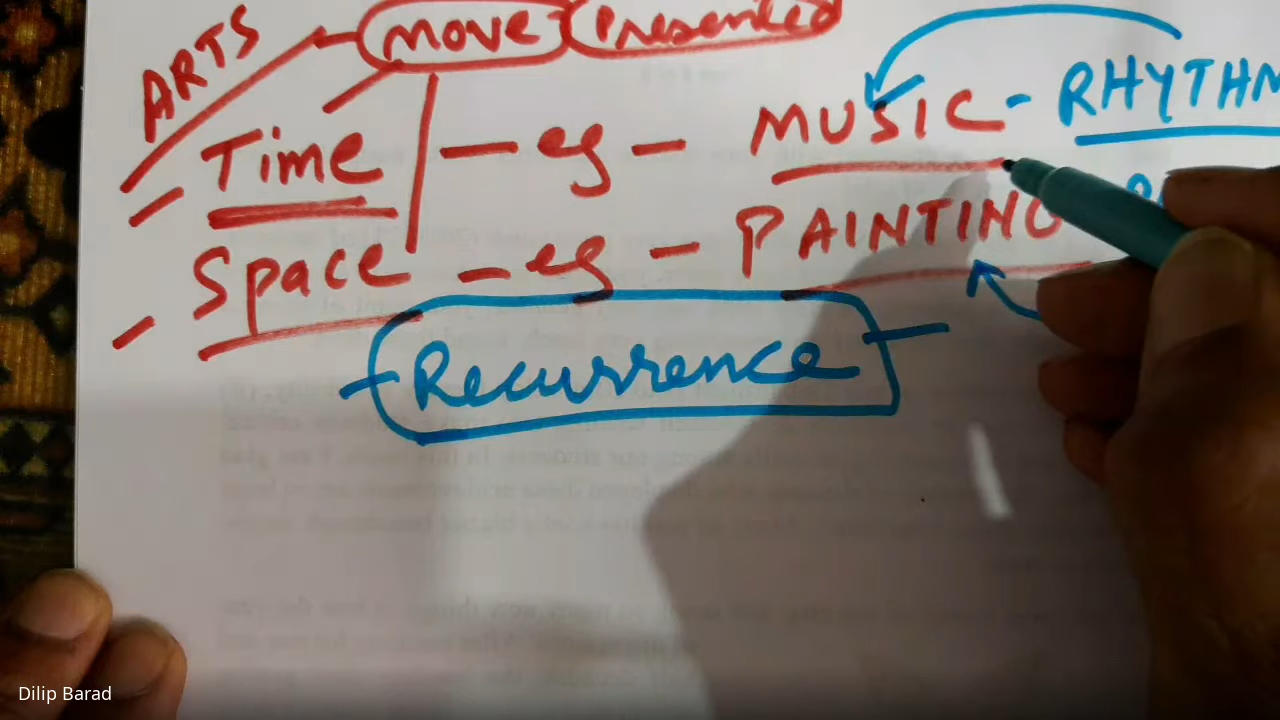 ARTS move Presented
Time - eg - MUSIC - RHYTHM
Space - eg - PAINTING
Recurrence
Dilip Barad